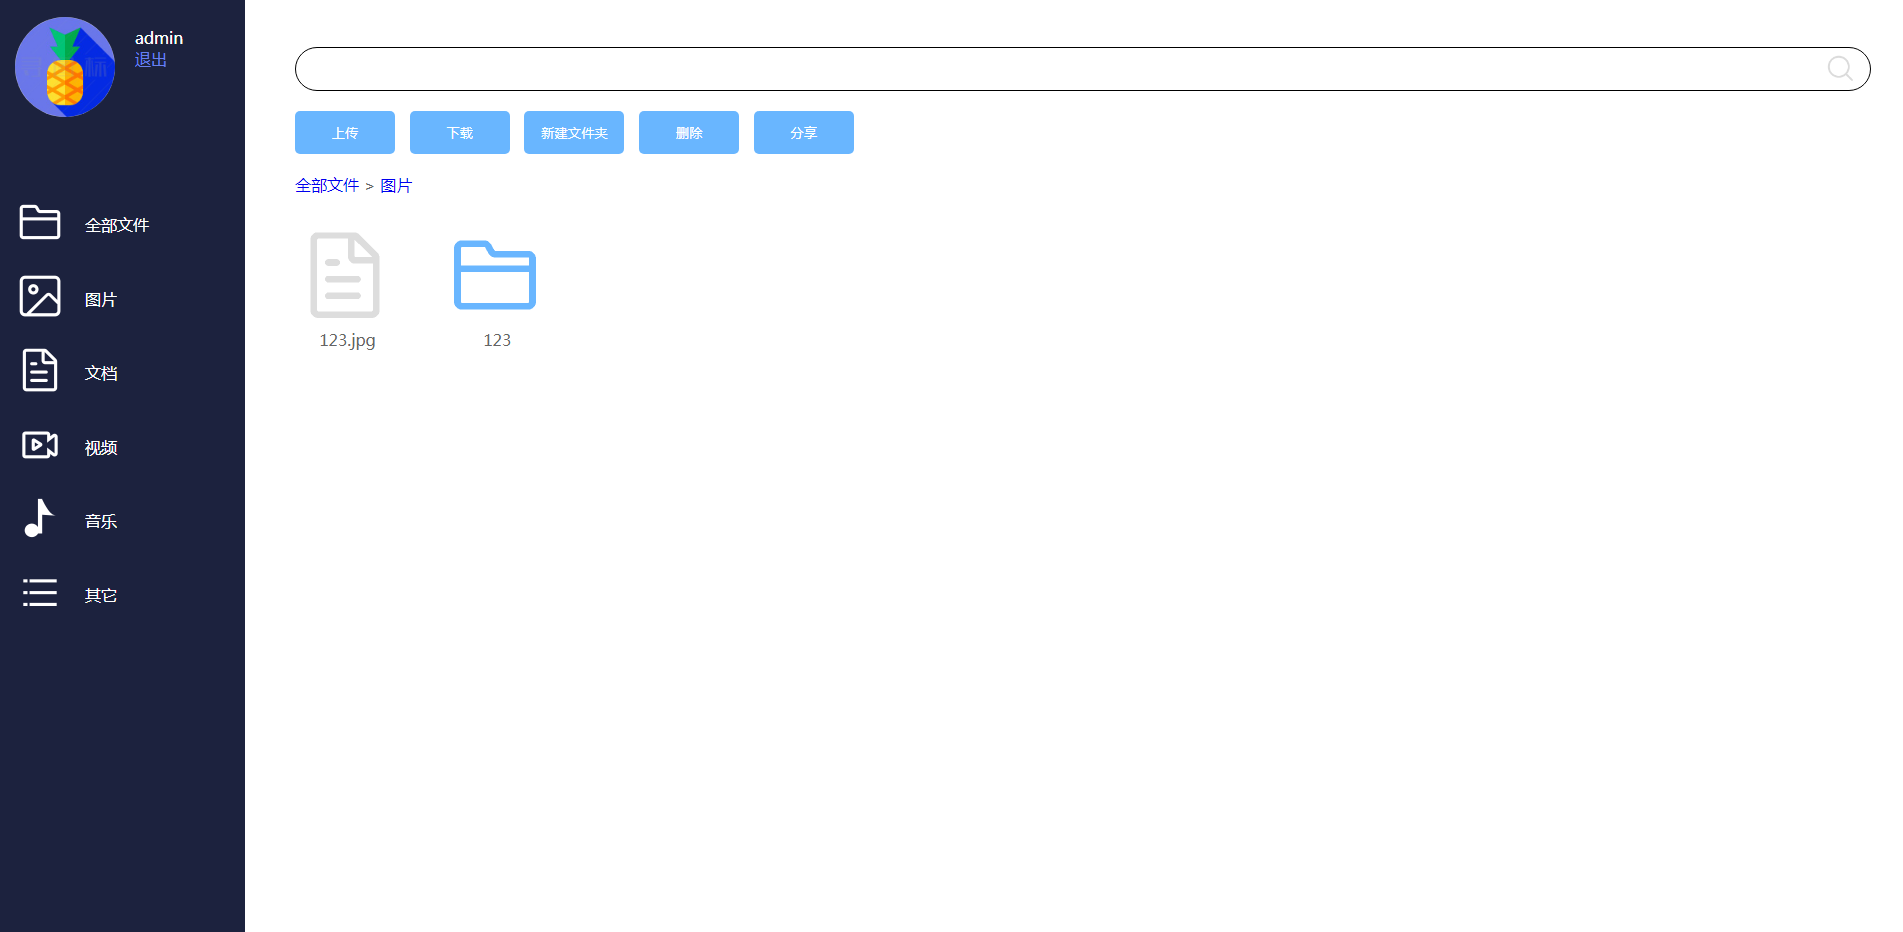 admin
退出
全部文件
图片
文档
视频
音乐
其它
上传 下载 新建文件夹 删除 分享
全部文件 > 图片
123.jpg 123